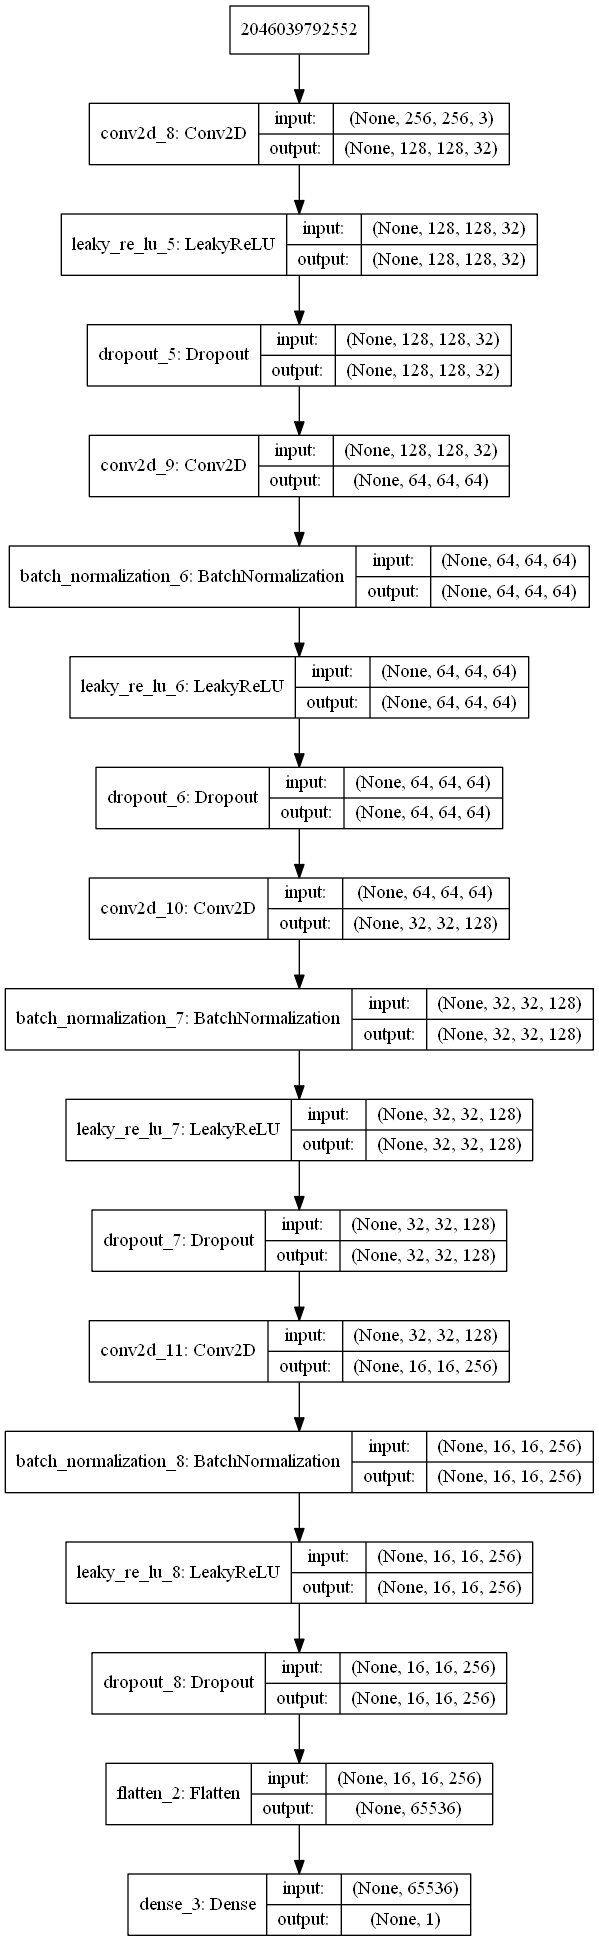 2046039792552
conv2d_8: Conv2D
input:
(None, 256, 256, 3)
output:
(None, 128, 128, 32)
leaky_re_lu_5: LeakyReLU
input:
(None, 128, 128, 32)
output:
(None, 128, 128, 32)
dropout_5: Dropout
input:
(None, 128, 128, 32)
output:
(None, 128, 128, 32)
conv2d_9: Conv2D
input:
(None, 128, 128, 32)
output:
(None, 64, 64, 64)
batch_normalization_6: BatchNormalization
input:
(None, 64, 64, 64)
output:
(None, 64, 64, 64)
leaky_re_lu_6: LeakyReLU
input:
(None, 64, 64, 64)
output:
(None, 64, 64, 64)
dropout_6: Dropout
input:
(None, 64, 64, 64)
output:
(None, 64, 64, 64)
conv2d_10: Conv2D
input:
(None, 64, 64, 64)
output:
(None, 32, 32, 128)
batch_normalization_7: BatchNormalization
input:
(None, 32, 32, 128)
output:
(None, 32, 32, 128)
leaky_re_lu_7: LeakyReLU
input:
(None, 32, 32, 128)
output:
(None, 32, 32, 128)
dropout_7: Dropout
input:
(None, 32, 32, 128)
output:
(None, 32, 32, 128)
conv2d_11: Conv2D
input:
(None, 32, 32, 128)
output:
(None, 16, 16, 256)
batch_normalization_8: BatchNormalization
input:
(None, 16, 16, 256)
output:
(None, 16, 16, 256)
leaky_re_lu_8: LeakyReLU
input:
(None, 16, 16, 256)
output:
(None, 16, 16, 256)
dropout_8: Dropout
input:
(None, 16, 16, 256)
output:
(None, 16, 16, 256)
flatten_2: Flatten
input:
(None, 16, 16, 256)
output:
(None, 65536)
dense_3: Dense
input:
(None, 65536)
output:
(None, 1)